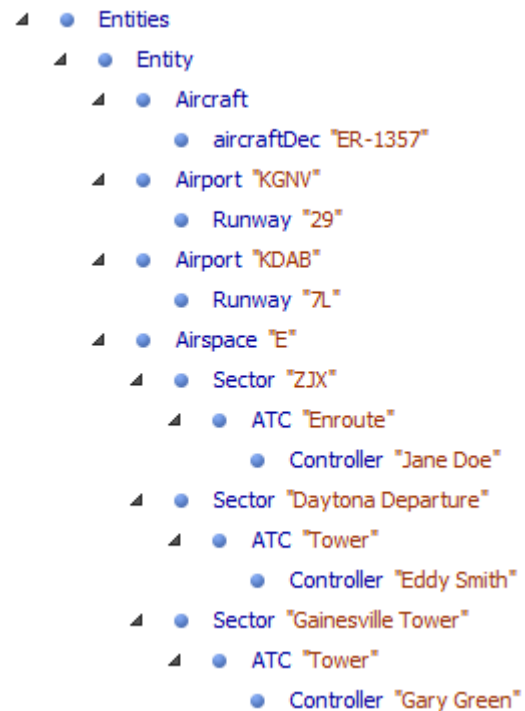 Entities
Entity
Aircraft
aircraftDec "ER-1357"
Airport "KGNV"
Runway "29"
Airport "KDAB"
Runway "7L"
Airspace "E"
Sector "ZJX"
ATC "Enroute"
Controller "Jane Doe"
Sector "Daytona Departure"
ATC "Tower"
Controller "Eddy Smith"
Sector "Gainesville Tower"
ATC "Tower"
Controller "Gary Green"